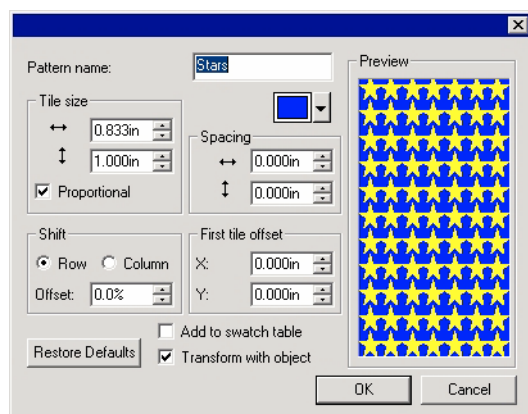 Pattern name:
Stars
Preview
Tile size
0.833in
1.000in
Proportional
Spacing
0.000in
0.000in
Shift
Row
Column
Offset:
0.0%
First tile offset
X:
0.000in
Y:
0.000in
Add to swatch table
Restore Defaults
Transform with object
OK
Cancel